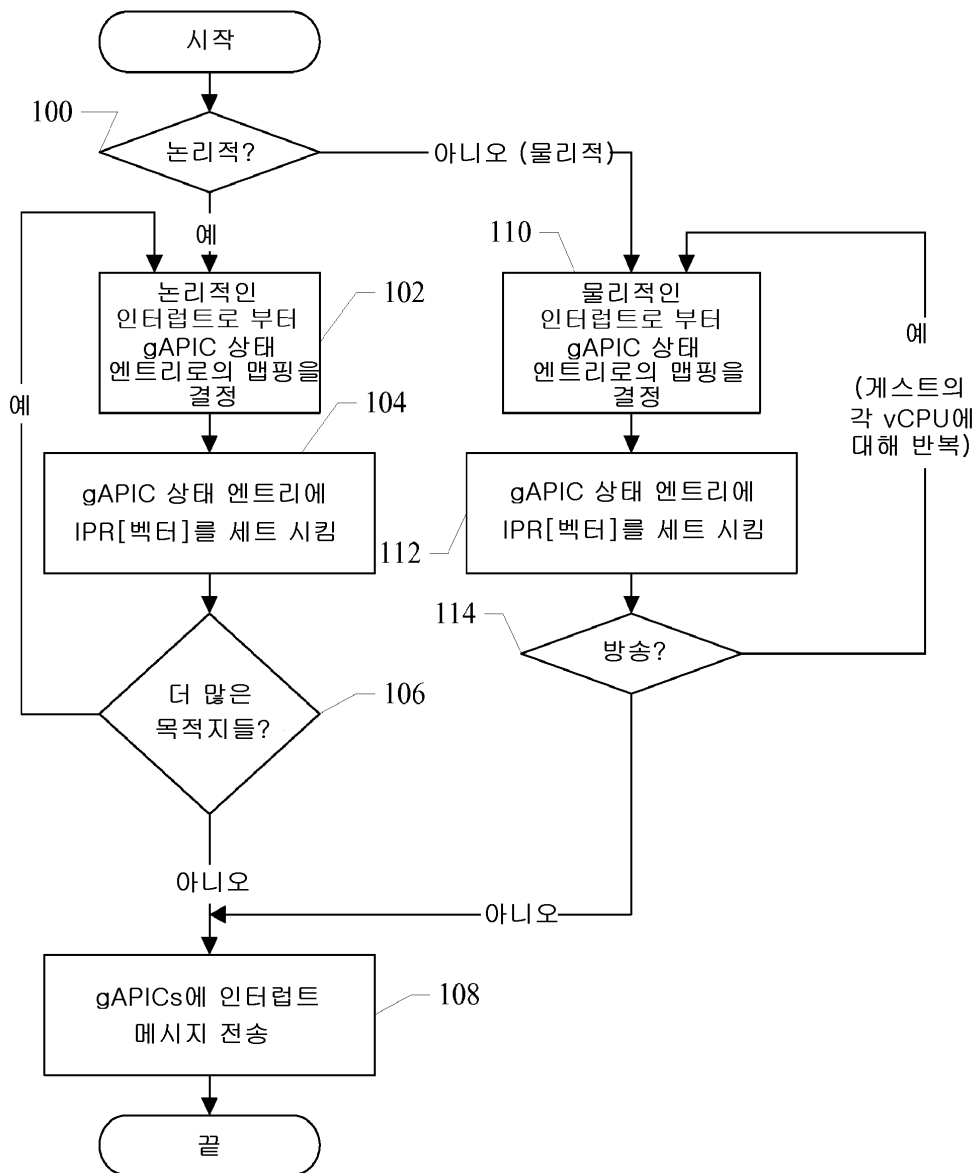 시작
100
논리적?
아니오 (물리적)
예
110
논리적인
인터럽트로 부터
gAPIC 상태
엔트리로의 맵핑을
결정
102
물리적인
인터럽트로 부터
gAPIC 상태
엔트리로의 맵핑을
결정
예
(게스트의
각 vCPU에
대해 반복)
예
104
gAPIC 상태 엔트리에
IPR[벡터]를 세트 시킴
112
gAPIC 상태 엔트리에
IPR[벡터]를 세트 시킴
114
방송?
더 많은
목적지들?
106
아니오
아니오
gAPICs에 인터럽트
메시지 전송
108
끝